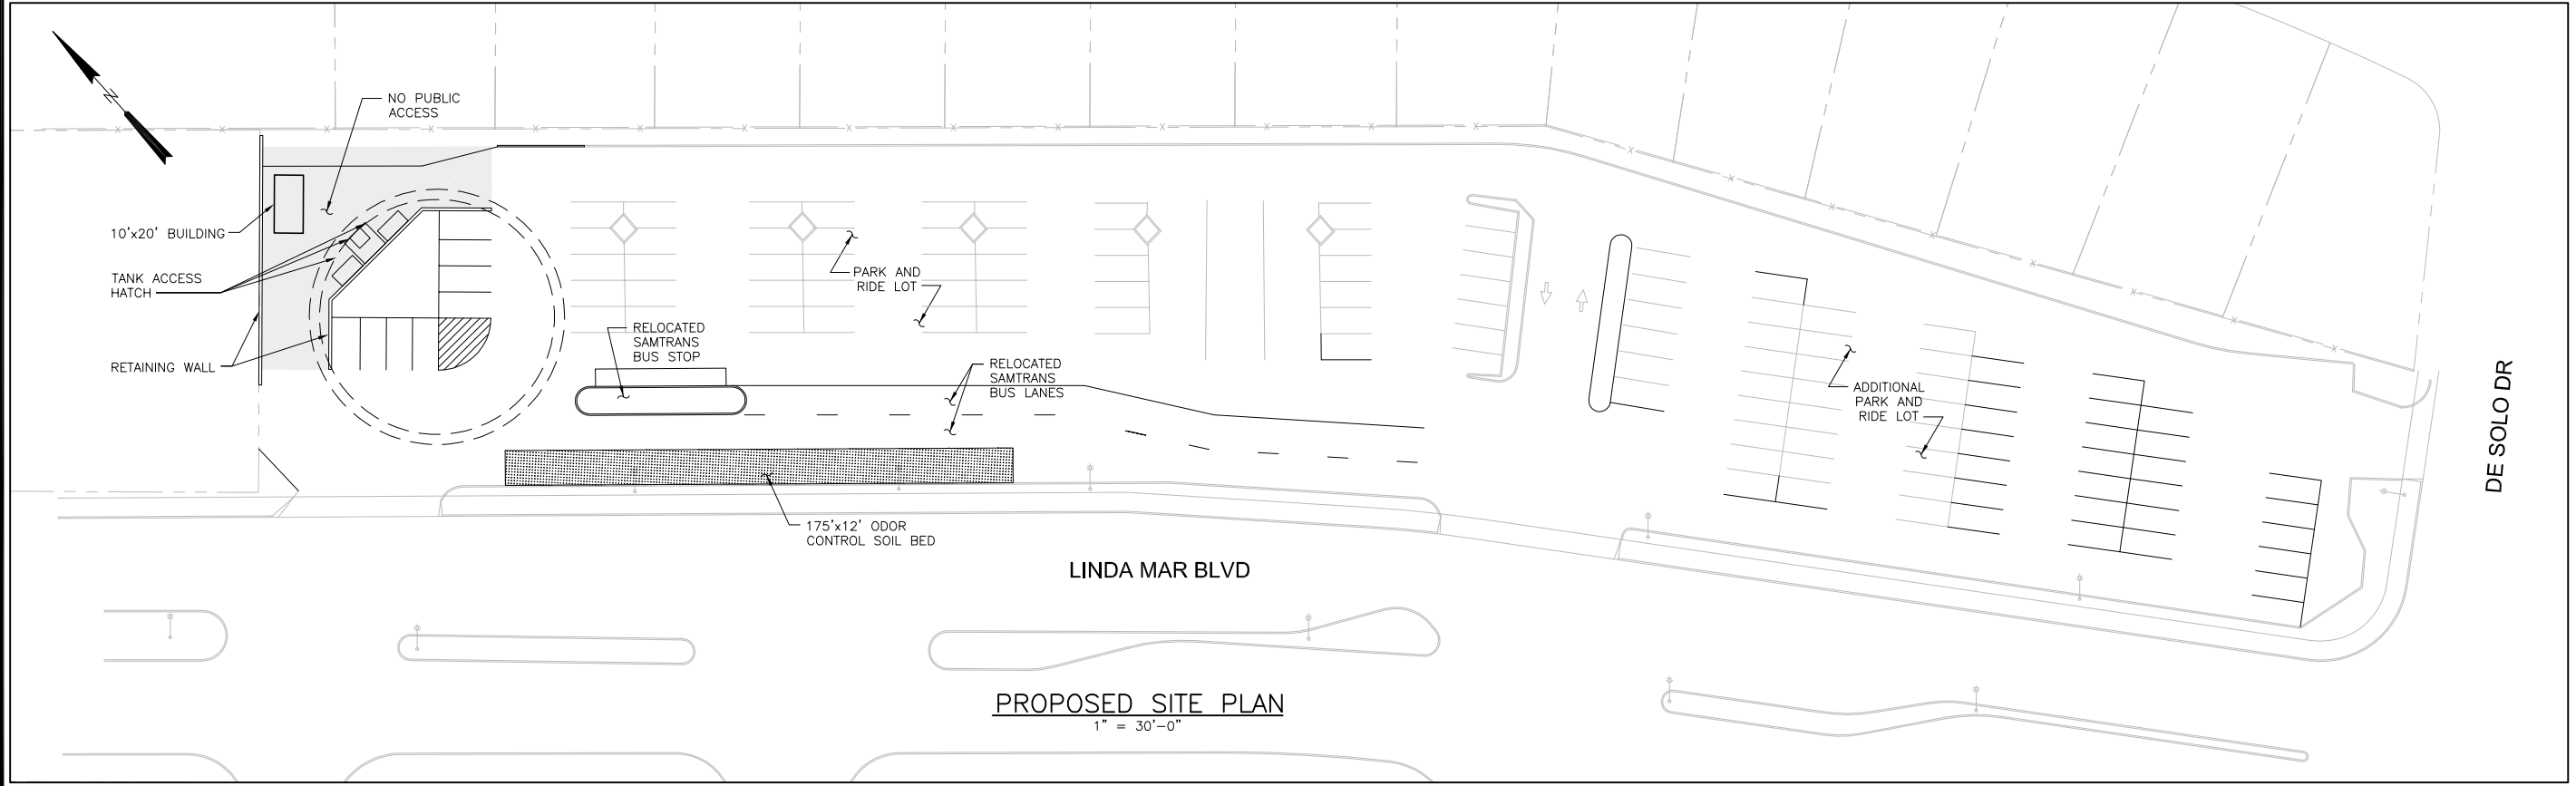 N
NO PUBLIC
ACCESS
10'x20' BUILDING
TANK ACCESS
HATCH
RETAINING WALL
PARK AND
RIDE LOT
RELOCATED
SAMTRANS
BUS STOP
RELOCATED
SAMTRANS
BUS LANES
ADDITIONAL
PARK AND
RIDE LOT
DE SOLO DR
175'x12' ODOR
CONTROL SOIL BED
LINDA MAR BLVD
PROPOSED SITE PLAN
1" = 30'-0"